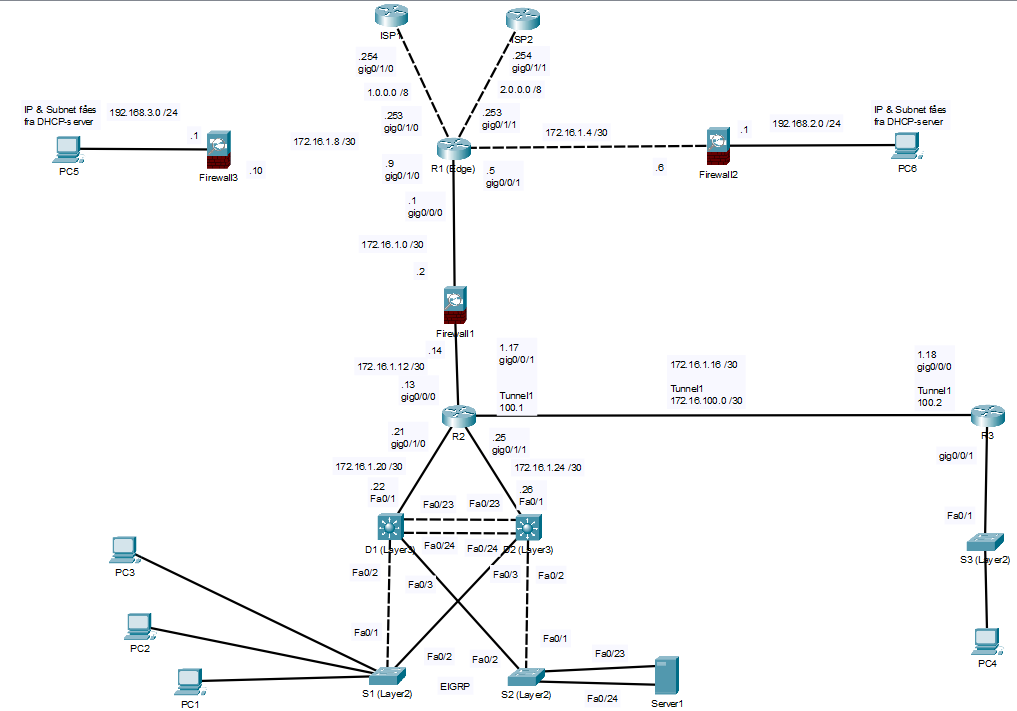 ISP1
ISP2
.254
gig0/1/0
.254
gig0/1/1
1.0.0.0 /8
2.0.0.0 /8
IP & Subnet fåes
fra DHCP-server
192.168.3.0 /24
.253
gig0/1/0
.253
gig0/1/1
172.16.1.4 /30
192.168.2.0 /24
IP & Subnet fåes
fra DHCP-server
.1
172.16.1.8 /30
.1
PC5
Firewall3
.10
.9
gig0/1/0
R1 (Edge)
.5
gig0/0/1
.6
Firewall2
PC6
.1
gig0/0/0
172.16.1.0 /30
.2
Firewall1
.14
172.16.1.12 /30
.13
gig0/0/0
1.17
gig0/0/1
Tunnel1
100.1
172.16.1.16 /30
Tunnel1
172.16.100.0 /30
1.18
gig0/0/0
Tunnel1
100.2
R2
R3
.21
gig0/1/0
.25
gig0/1/1
gig0/0/1
172.16.1.20 /30
172.16.1.24 /30
.22
Fa0/1
.26
Fa0/1
Fa0/23
Fa0/23
Fa0/1
Fa0/24
Fa0/24
D1 (Layer3)
D2 (Layer3)
S3 (Layer2)
PC3
Fa0/2
Fa0/3
Fa0/3
Fa0/2
PC2
Fa0/1
Fa0/1
Fa0/2
Fa0/2
Fa0/23
PC4
EIGRP
S1 (Layer2)
S2 (Layer2)
Fa0/24
PC1
Server1